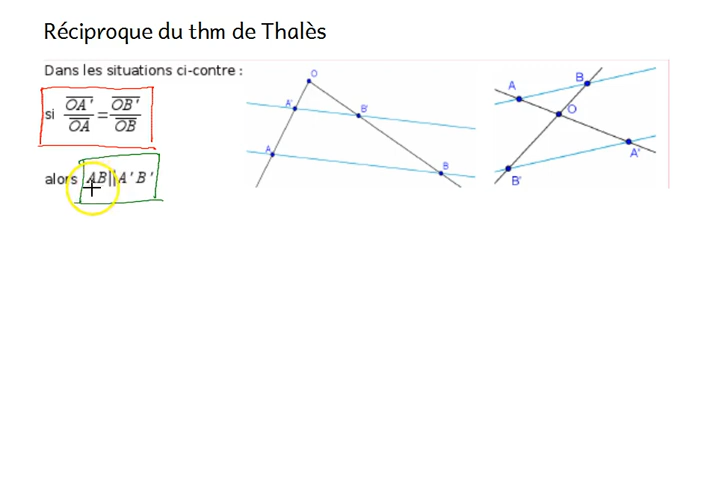 Réciproque du thm de Thalès
Dans les situations ci-contre :
si OA'/OA = OB'/OB
alors AB||A'B'
O
A'
B'
A
B
A
B
O
A'
B'